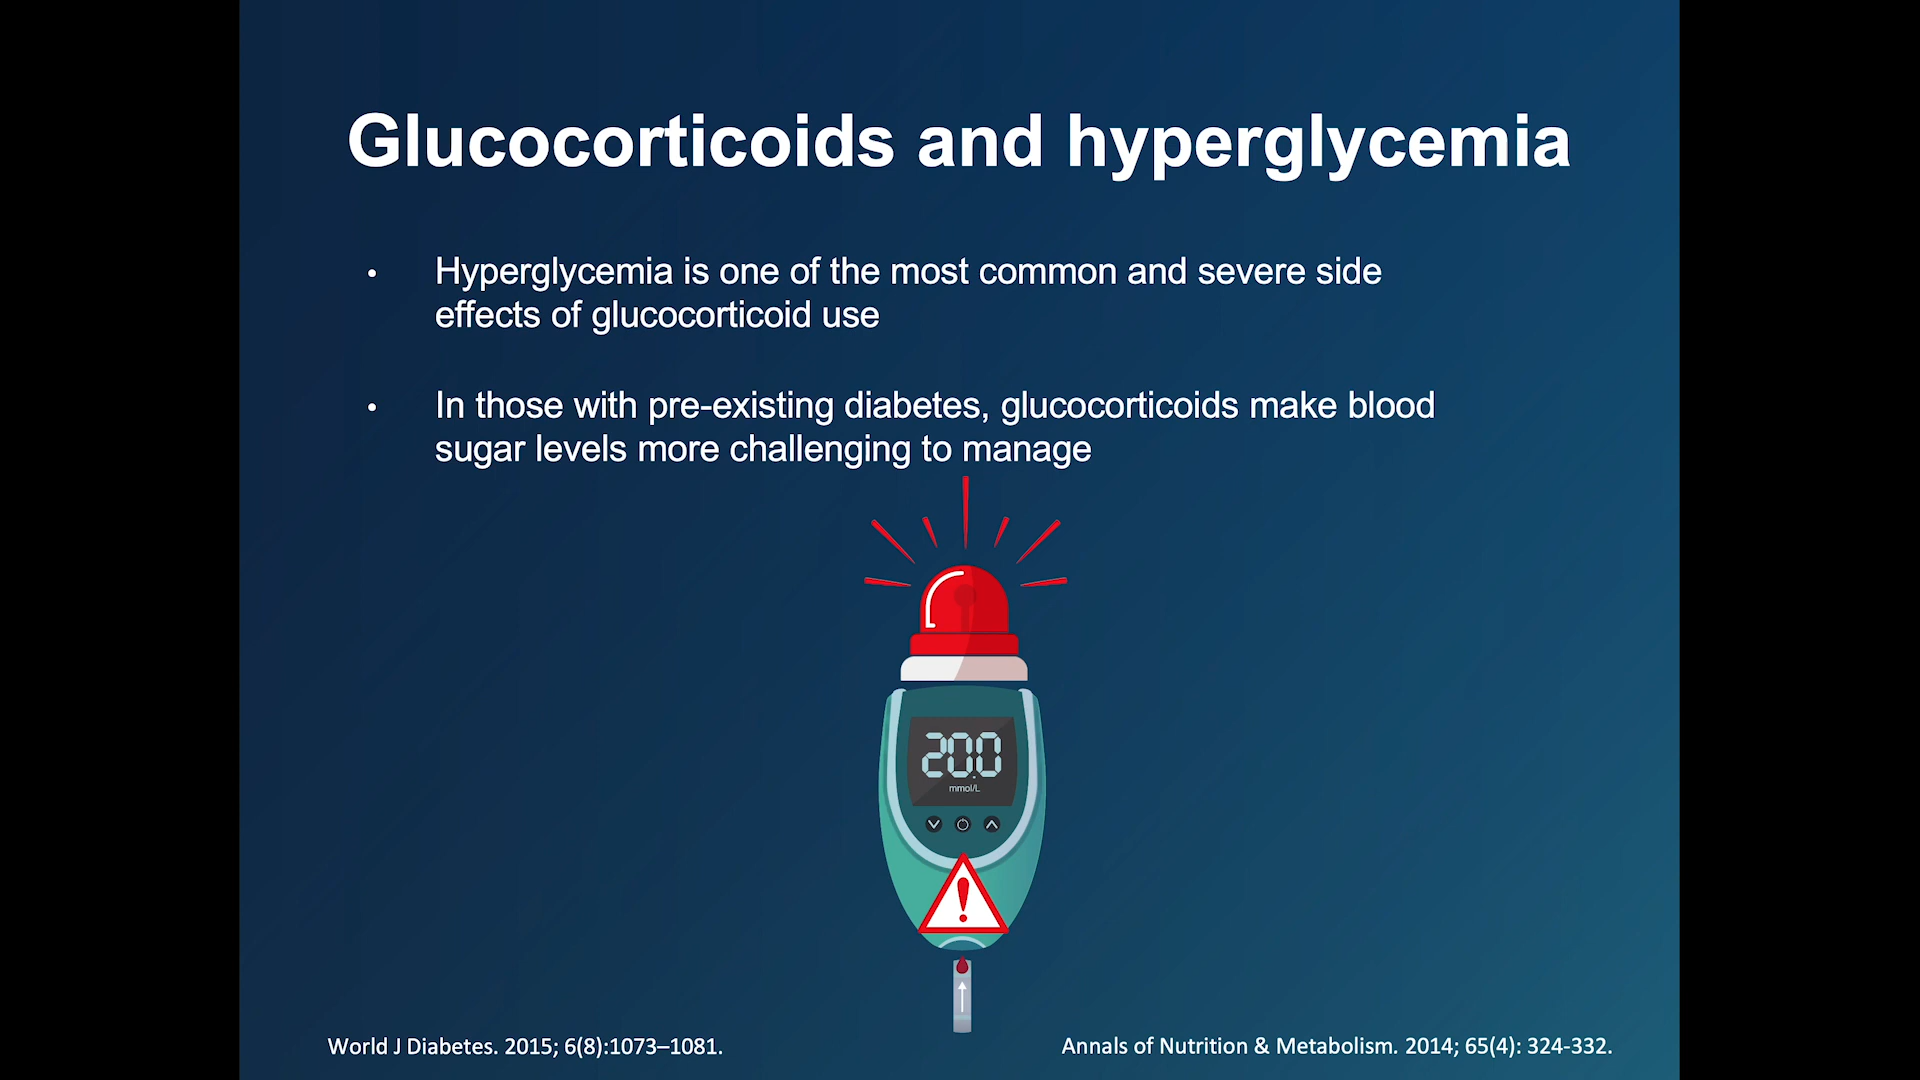 Glucocorticoids and hyperglycemia
• Hyperglycemia is one of the most common and severe side
effects of glucocorticoid use
• In those with pre-existing diabetes, glucocorticoids make blood
sugar levels more challenging to manage
20.0
mmol/L
!
World J Diabetes. 2015; 6(8):1073–1081.
Annals of Nutrition & Metabolism. 2014; 65(4): 324-332.